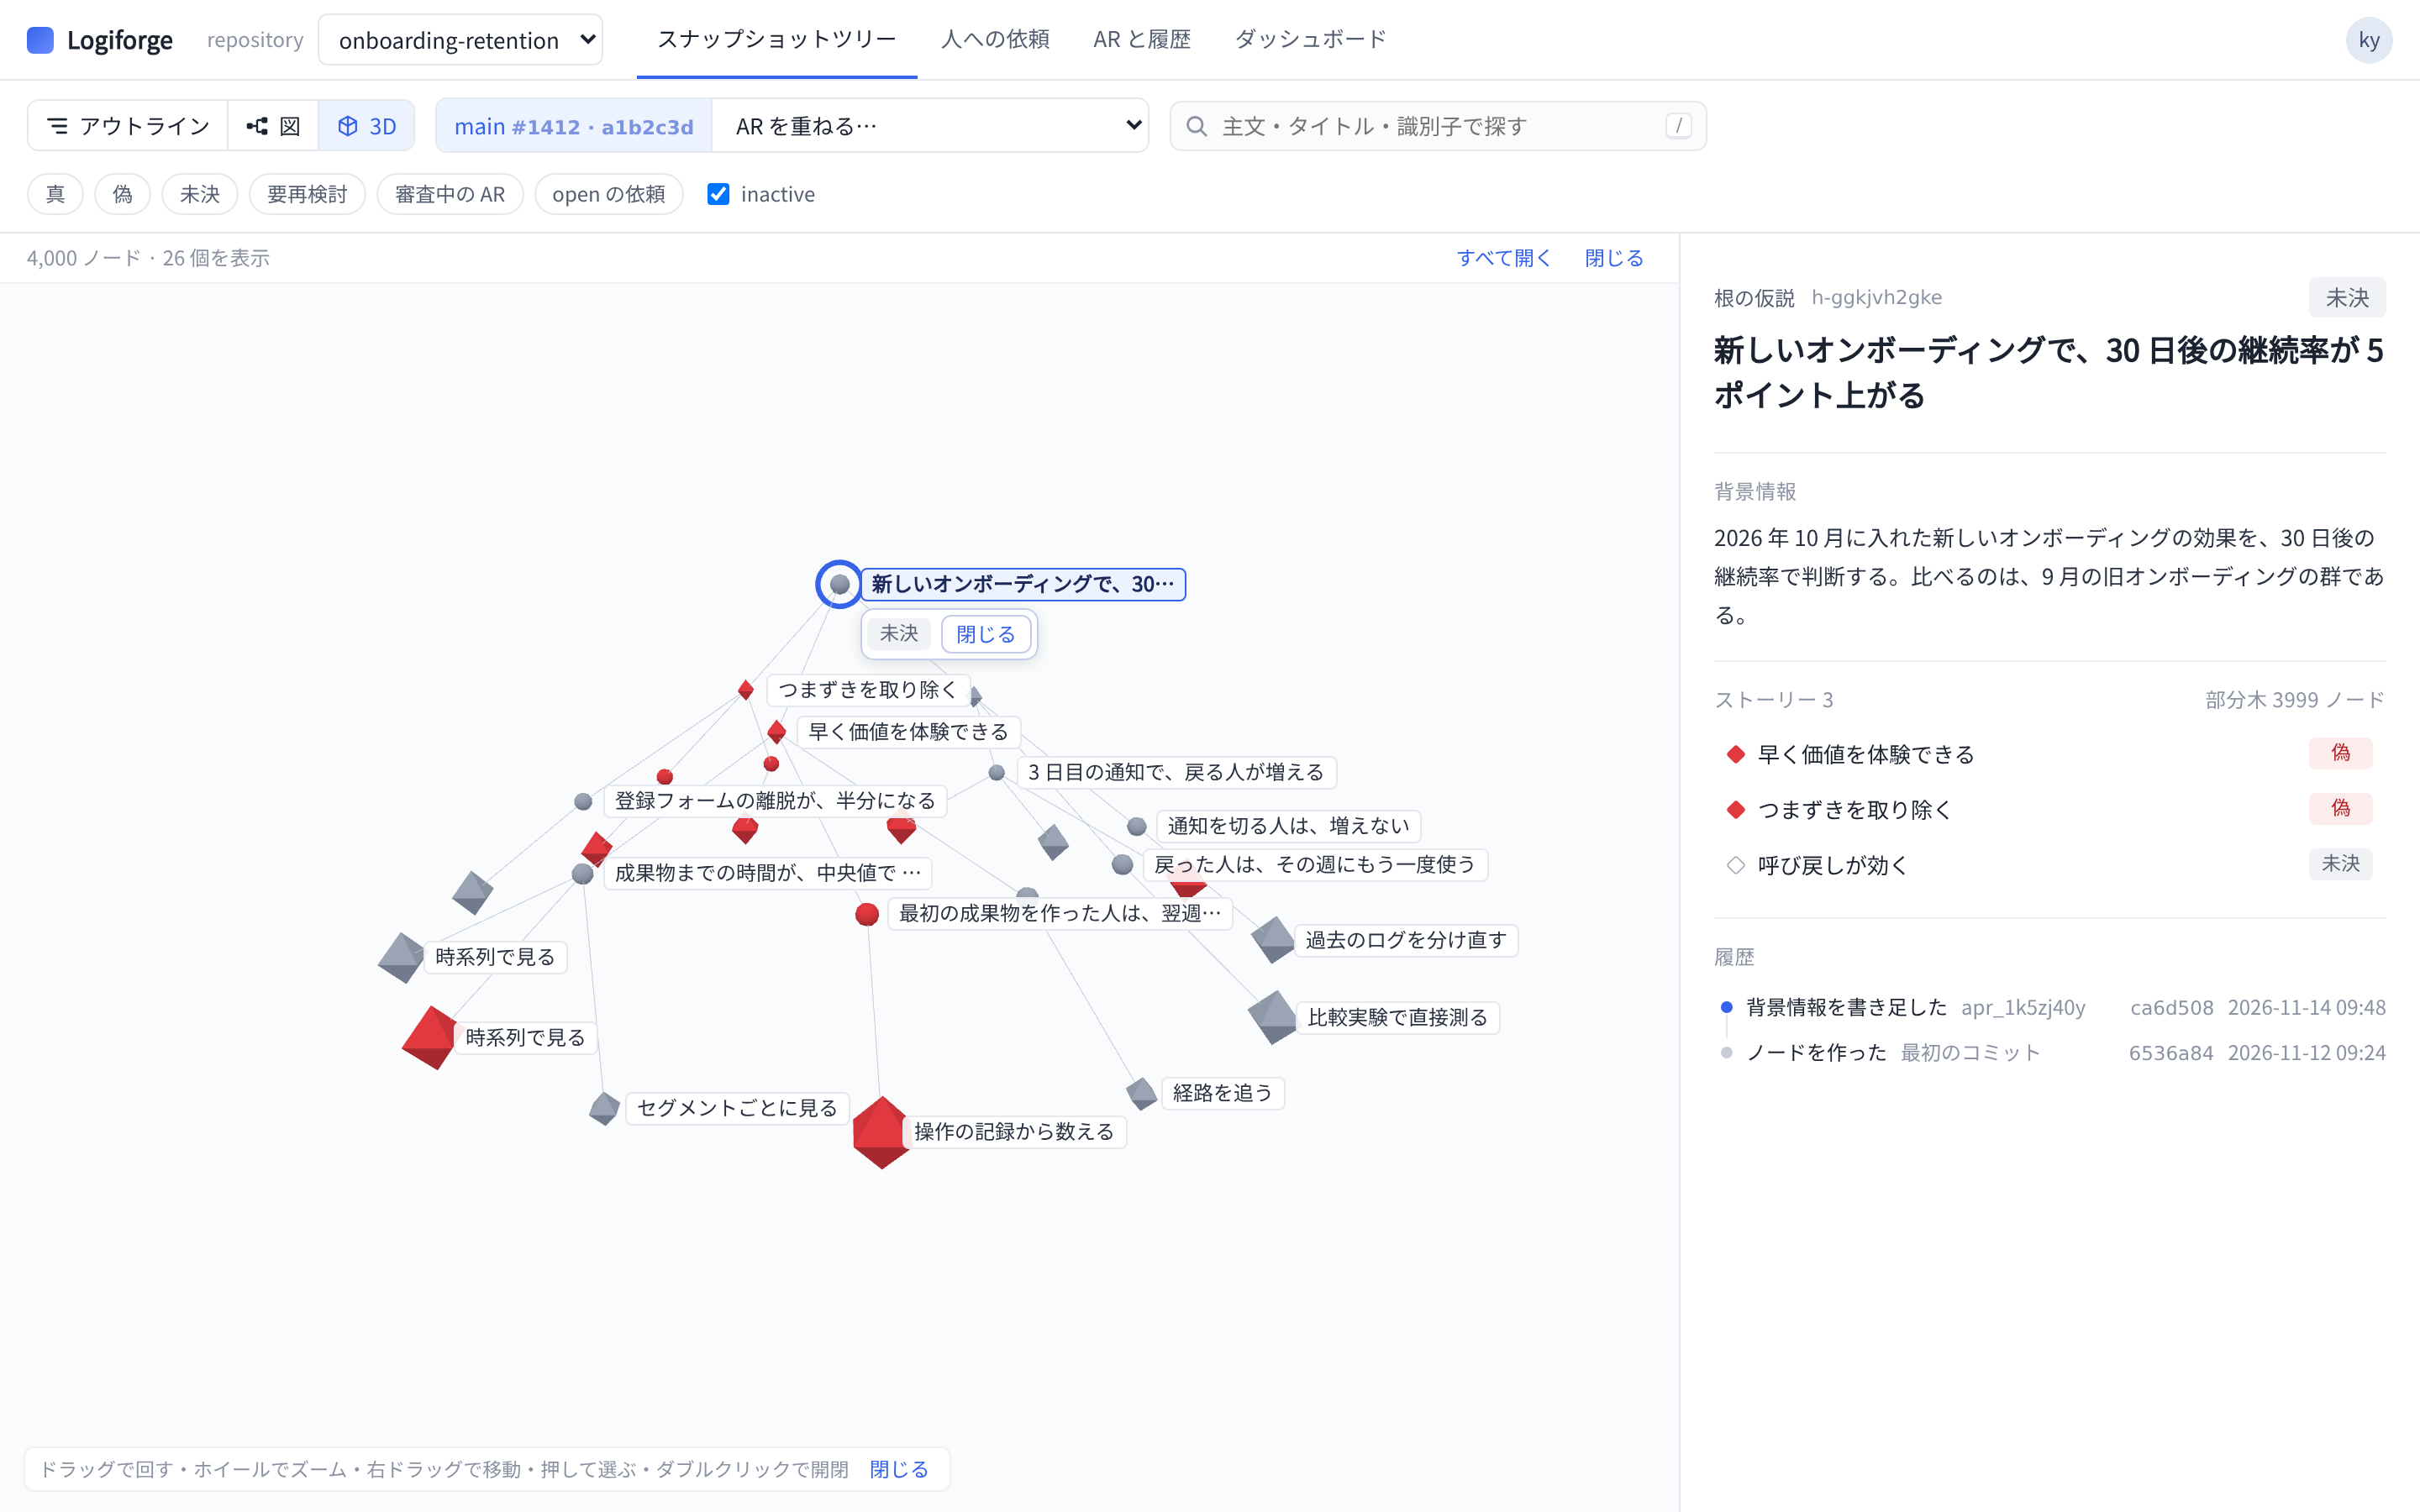 Logiforge repository onboarding-retention スナップショットツリー 人への依頼 AR と履歴 ダッシュボード ky
アウトライン 図 3D main #1412 · a1b2c3d AR を重ねる… 主文・タイトル・識別子で探す /
真 偽 未決 要再検討 審査中の AR open の依頼 inactive
4,000 ノード · 26 個を表示 すべて開く 閉じる
新しいオンボーディングで、30…
未決 閉じる
つまずきを取り除く
早く価値を体験できる
3 日目の通知で、戻る人が増える
登録フォームの離脱が、半分になる
通知を切る人は、増えない
戻った人は、その週にもう一度使う
成果物までの時間が、中央値で …
最初の成果物を作った人は、翌週…
過去のログを分け直す
時系列で見る
比較実験で直接測る
時系列で見る
経路を追う
セグメントごとに見る
操作の記録から数える
ドラッグで回す・ホイールでズーム・右ドラッグで移動・押して選ぶ・ダブルクリックで開閉 閉じる
根の仮説 h-ggkjvh2gke 未決
新しいオンボーディングで、30 日後の継続率が 5
ポイント上がる
背景情報
2026 年 10 月に入れた新しいオンボーディングの効果を、30 日後の
継続率で判断する。比べるのは、9 月の旧オンボーディングの群であ
る。
ストーリー 3 部分木 3999 ノード
早く価値を体験できる 偽
つまずきを取り除く 偽
呼び戻しが効く 未決
履歴
背景情報を書き足した apr_1k5zj40y ca6d508 2026-11-14 09:48
ノードを作った 最初のコミット 6536a84 2026-11-12 09:24